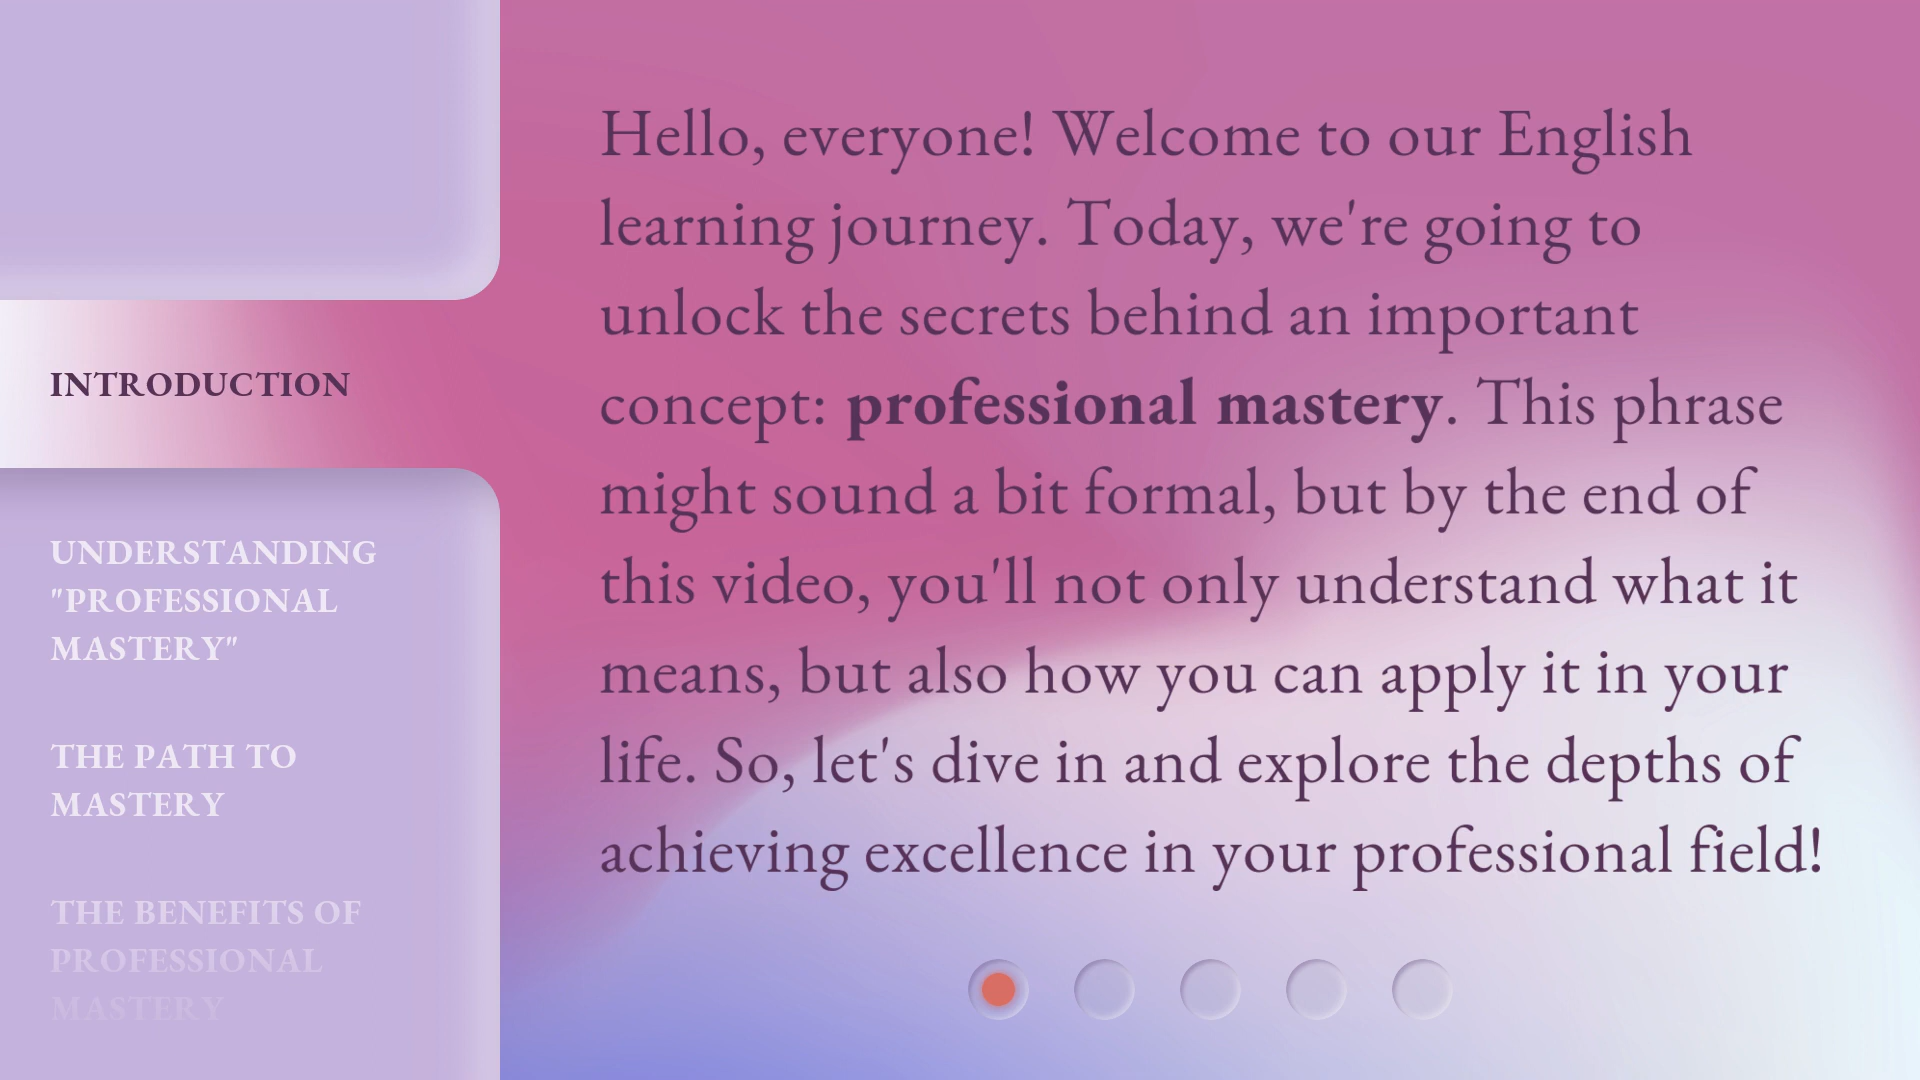 INTRODUCTION
UNDERSTANDING
"PROFESSIONAL
MASTERY"
THE PATH TO
MASTERY
THE BENEFITS OF
PROFESSIONAL
MASTERY
Hello, everyone! Welcome to our English
learning journey. Today, we're going to
unlock the secrets behind an important
concept: professional mastery. This phrase
might sound a bit formal, but by the end of
this video, you'll not only understand what it
means, but also how you can apply it in your
life. So, let's dive in and explore the depths of
achieving excellence in your professional field!